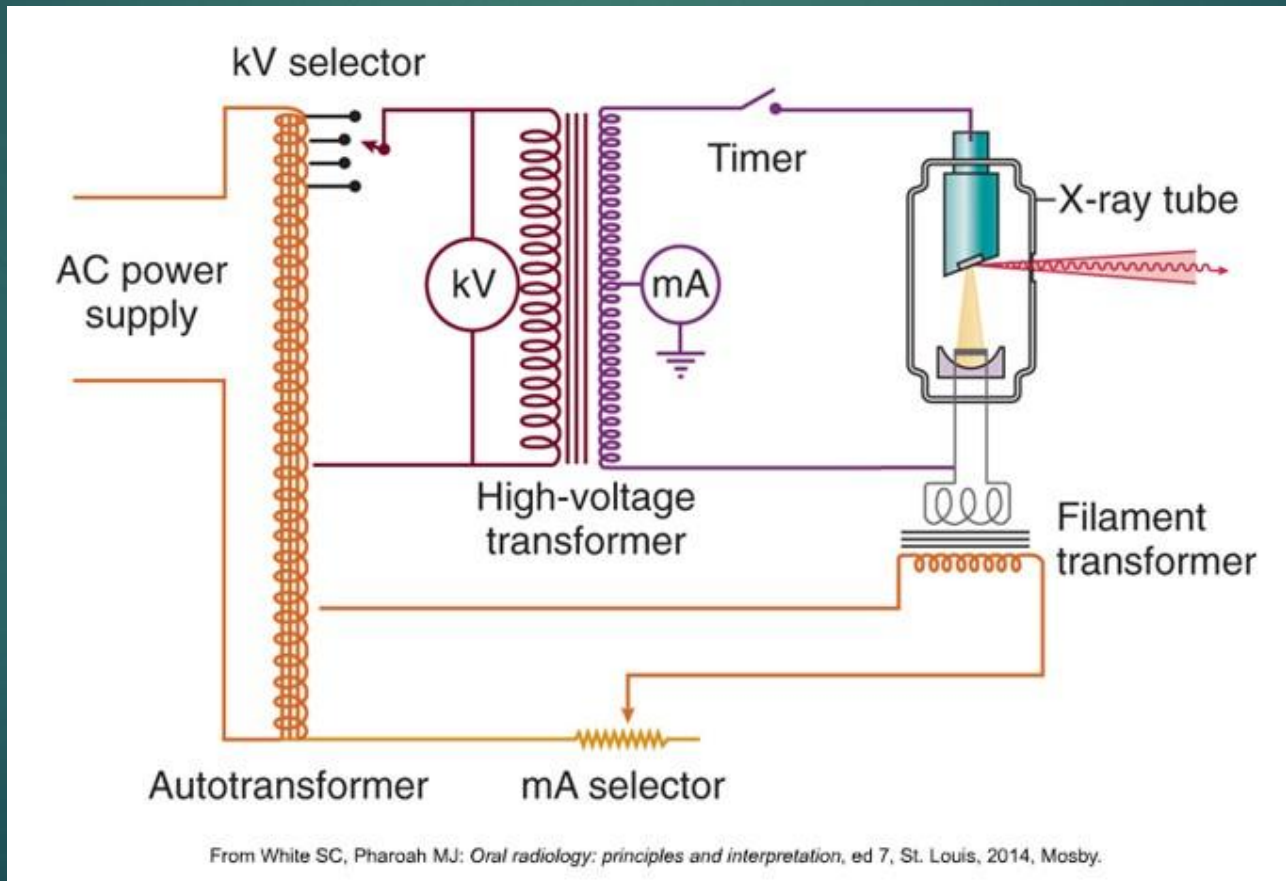 kV selector
Timer
X-ray tube
AC power
supply
kV
mA
High-voltage
transformer
Filament
transformer
Autotransformer
mA selector
From White SC, Pharoah MJ: Oral radiology: principles and interpretation, ed 7, St. Louis, 2014, Mosby.